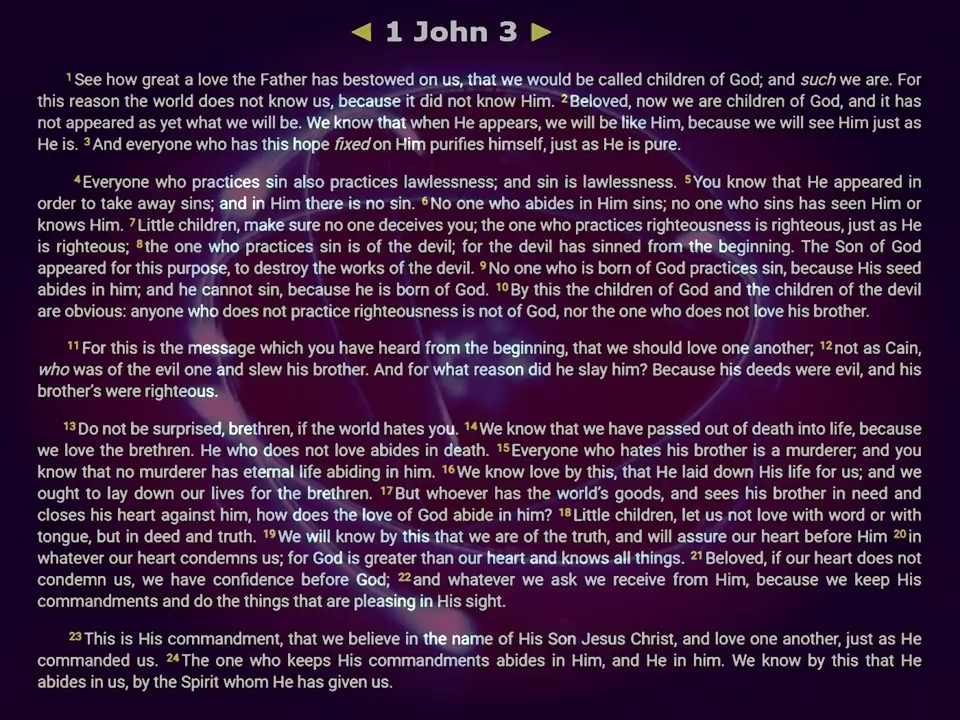 ◄ 1 John 3 ►
1 See how great a love the Father has bestowed on us, that we would be called children of God; and such we are. For
this reason the world does not know us, because it did not know Him. 2 Beloved, now we are children of God, and it has
not appeared as yet what we will be. We know that when He appears, we will be like Him, because we will see Him just as
He is. 3 And everyone who has this hope fixed on Him purifies himself, just as He is pure.
4 Everyone who practices sin also practices lawlessness; and sin is lawlessness. 5 You know that He appeared in
order to take away sins; and in Him there is no sin. 6 No one who abides in Him sins; no one who sins has seen Him or
knows Him. 7 Little children, make sure no one deceives you; the one who practices righteousness is righteous, just as He
is righteous; 8 the one who practices sin is of the devil; for the devil has sinned from the beginning. The Son of God
appeared for this purpose, to destroy the works of the devil. 9 No one who is born of God practices sin, because His seed
abides in him; and he cannot sin, because he is born of God. 10 By this the children of God and the children of the devil
are obvious: anyone who does not practice righteousness is not of God, nor the one who does not love his brother.
11 For this is the message which you have heard from the beginning, that we should love one another; 12 not as Cain,
who was of the evil one and slew his brother. And for what reason did he slay him? Because his deeds were evil, and his
brother's were righteous.
13 Do not be surprised, brethren, if the world hates you. 14 We know that we have passed out of death into life, because
we love the brethren. He who does not love abides in death. 15 Everyone who hates his brother is a murderer; and you
know that no murderer has eternal life abiding in him. 16 We know love by this, that He laid down His life for us; and we
ought to lay down our lives for the brethren. 17 But whoever has the world's goods, and sees his brother in need and
closes his heart against him, how does the love of God abide in him? 18 Little children, let us not love with word or with
tongue, but in deed and truth. 19 We will know by this that we are of the truth, and will assure our heart before Him 20 in
whatever our heart condemns us; for God is greater than our heart and knows all things. 21 Beloved, if our heart does not
condemn us, we have confidence before God; 22 and whatever we ask we receive from Him, because we keep His
commandments and do the things that are pleasing in His sight.
23 This is His commandment, that we believe in the name of His Son Jesus Christ, and love one another, just as He
commanded us. 24 The one who keeps His commandments abides in Him, and He in him. We know by this that He
abides in us, by the Spirit whom He has given us.